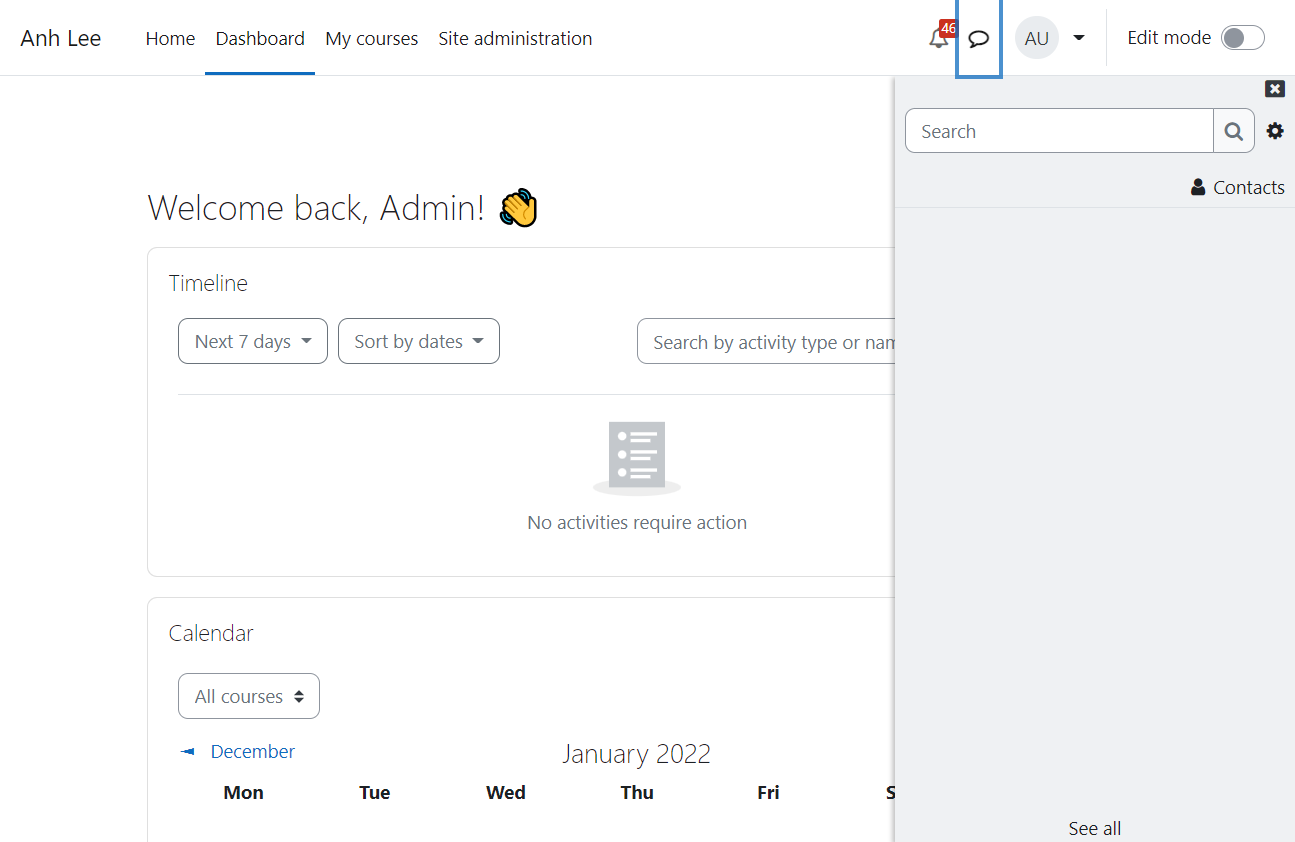 Anh Lee Home Dashboard My courses Site administration 46 AU Edit mode
Search
Contacts
Welcome back, Admin!
Timeline
Next 7 days Sort by dates Search by activity type or nam
No activities require action
Calendar
All courses
December January 2022
Mon Tue Wed Thu Fri S
See all